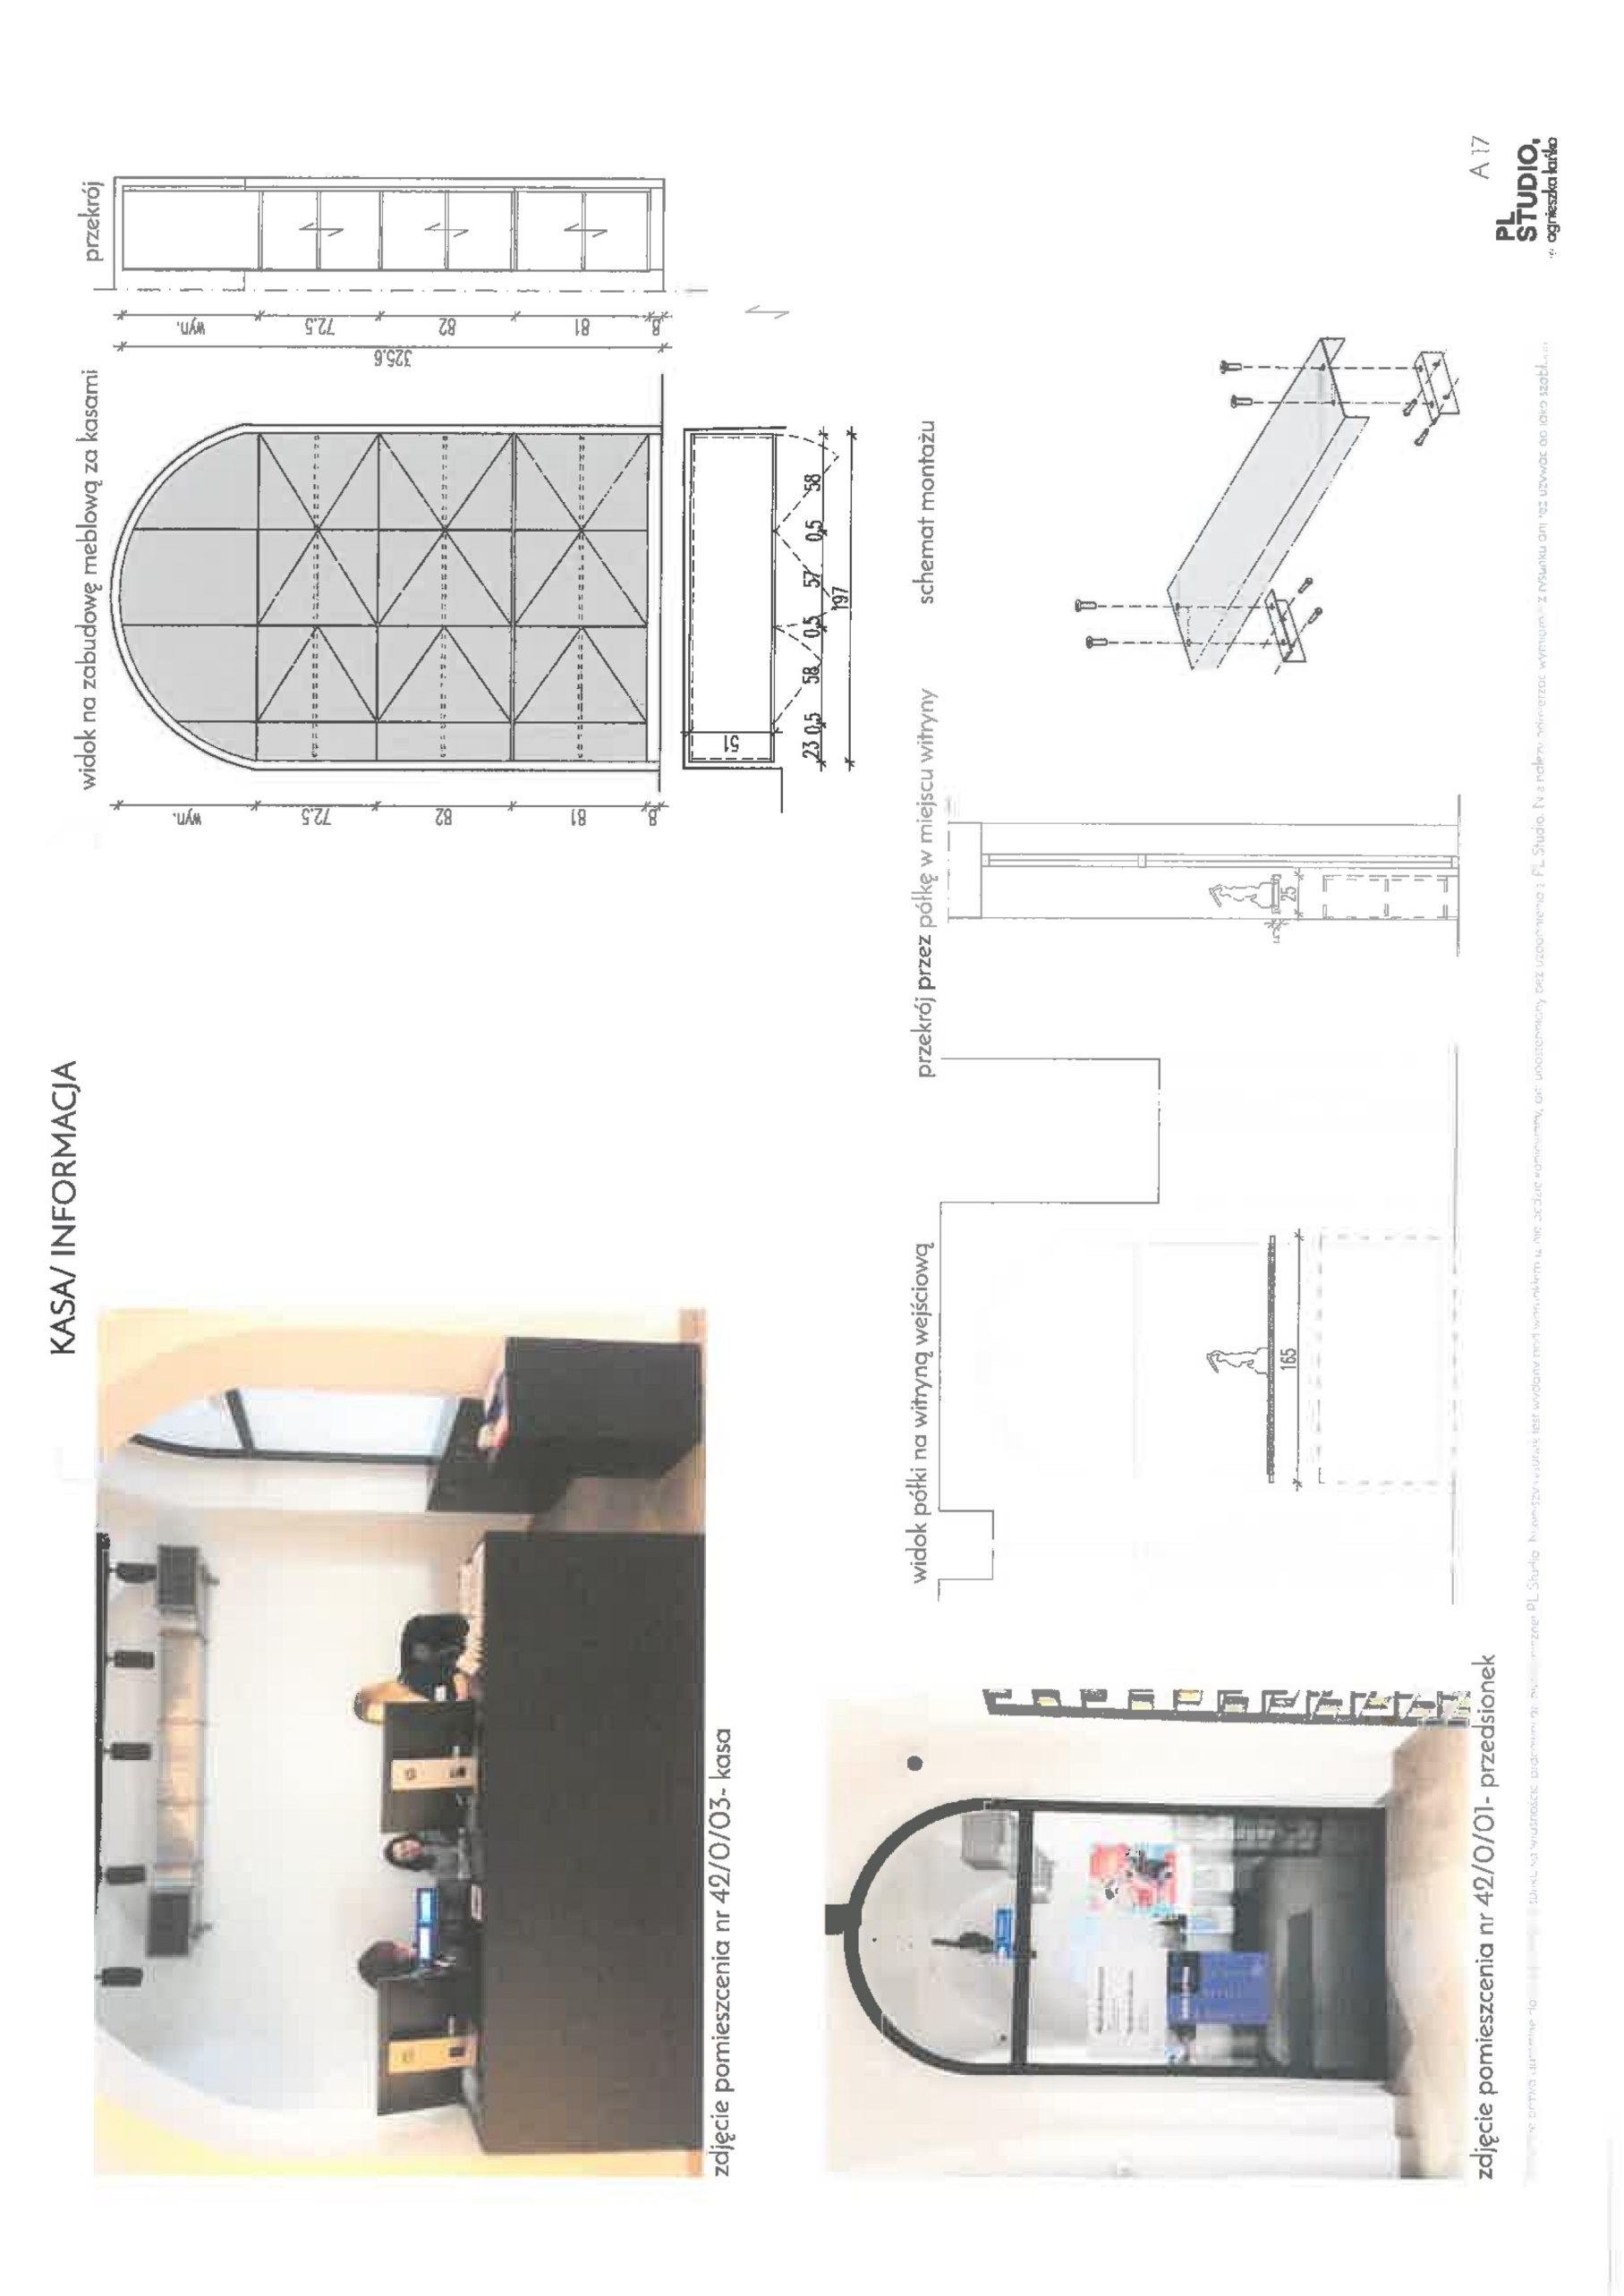 KASA/ INFORMACJA
widok na zabudowę meblową za kasami
przekrój
wyn.
72.5
82
81
8
wyn.
72.5
82
81
8
325.6
51
23 0.5 58 0.5 57 0.5 58
197
zdjęcie pomieszczenia nr 42/0/03- kasa
widok półki na witryną wejściową
przekrój przez półkę w miejscu witryny
schemat montażu
165
25
zdjęcie pomieszczenia nr 42/0/01- przedsionek
A 17
PL
STUDIO,
agnieszka łańko